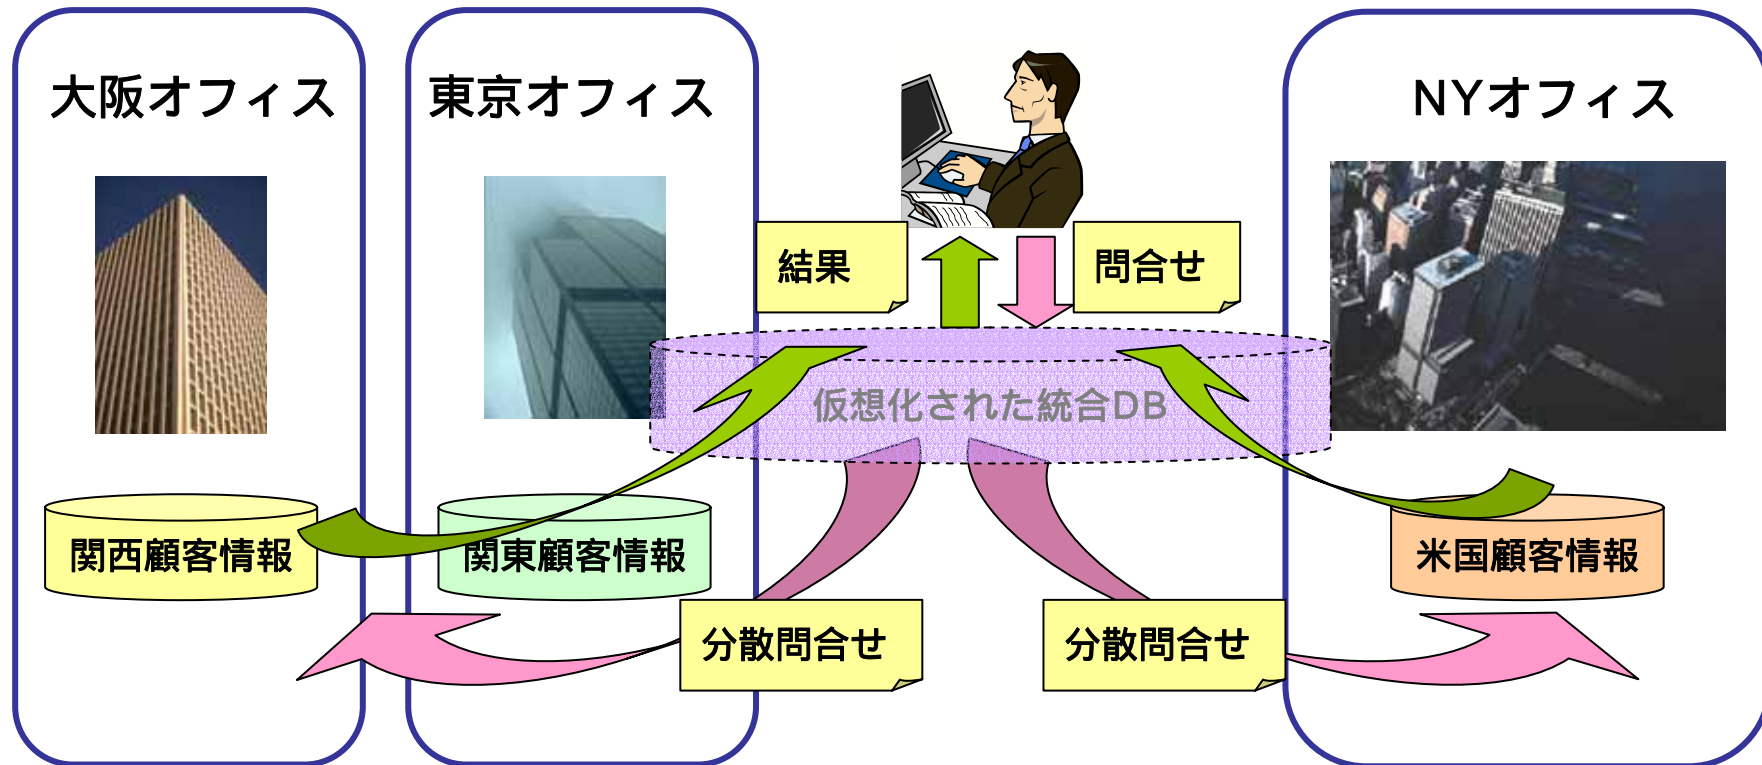 大阪オフィス
東京オフィス
NYオフィス
結果
問合せ
仮想化された統合DB
関西顧客情報
関東顧客情報
米国顧客情報
分散問合せ
分散問合せ